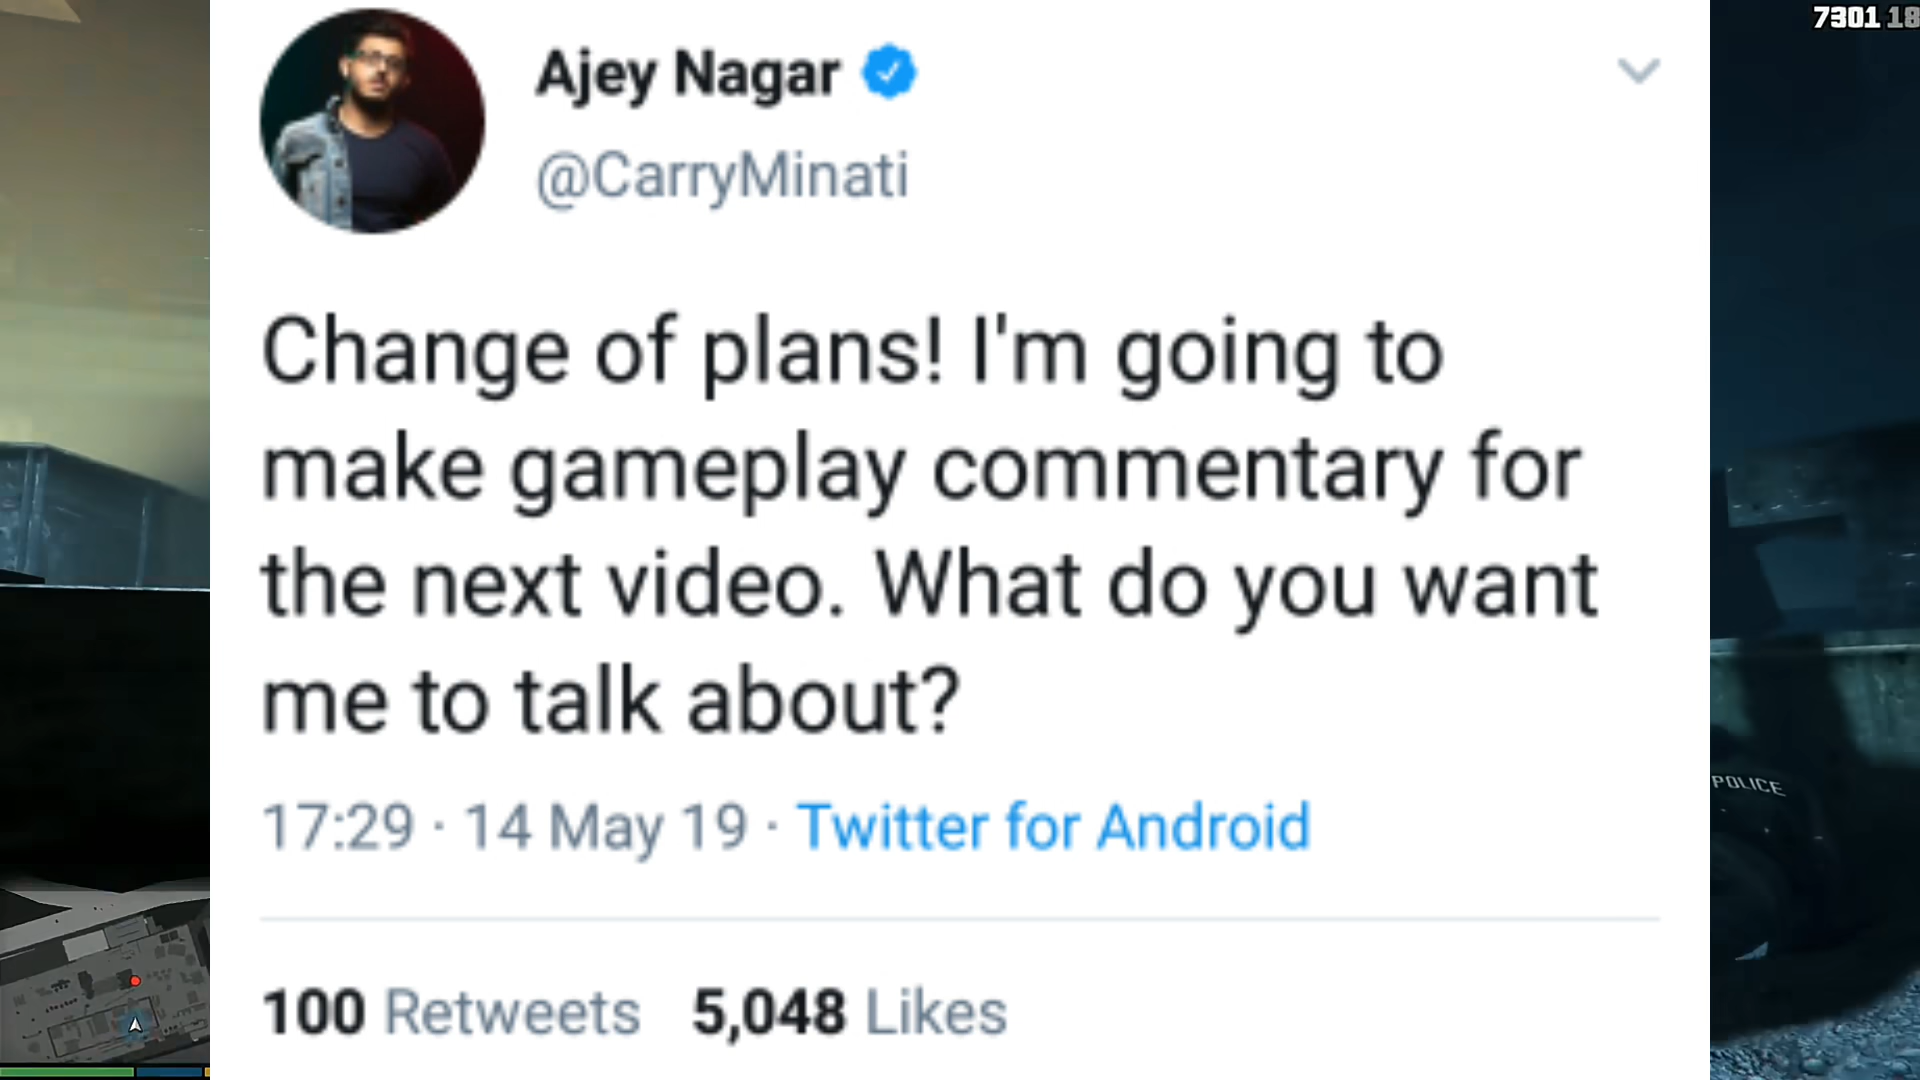 7301 18
Ajey Nagar
@CarryMinati
Change of plans! I'm going to
make gameplay commentary for
the next video. What do you want
me to talk about?
17:29 · 14 May 19 · Twitter for Android
100 Retweets 5,048 Likes
POLICE